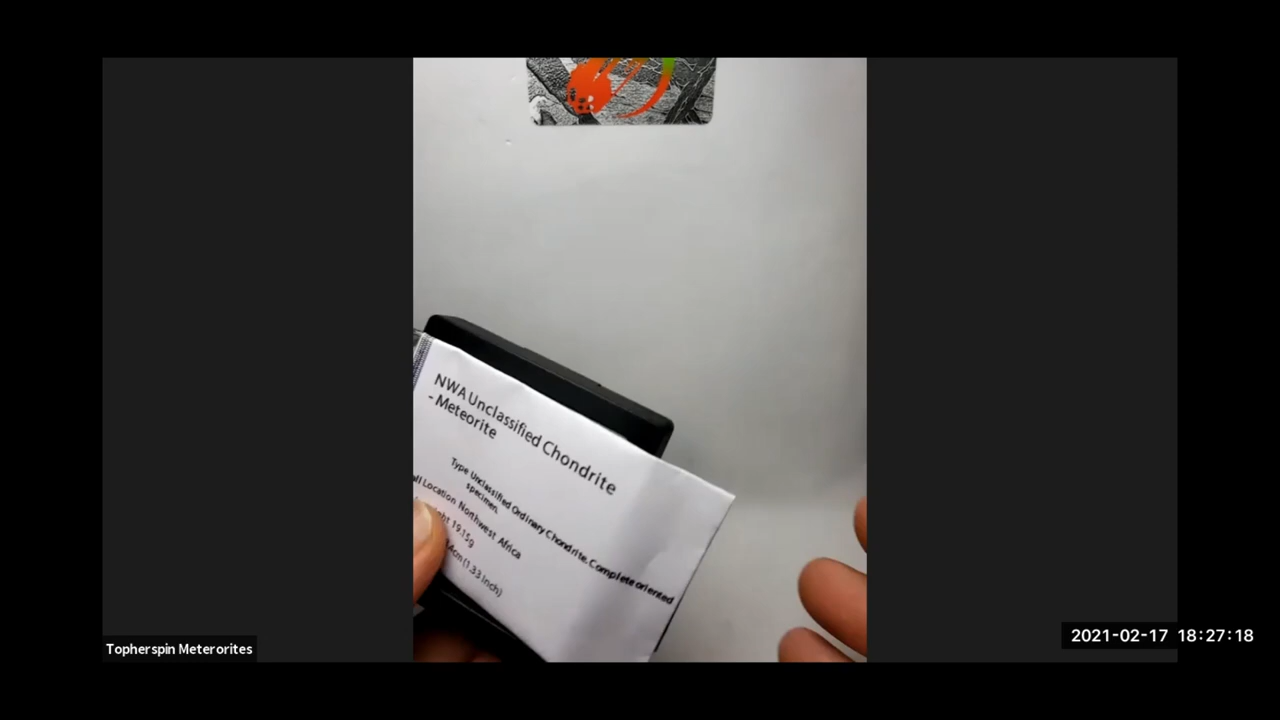 NWA Unclassified Chondrite
- Meteorite
Type Unclassified Ordinary Chondrite. Complete oriented
specimen.
Location Northwest Africa
19.15g
(1.33 Inch)
Topherspin Meterorites
2021-02-17 18:27:18